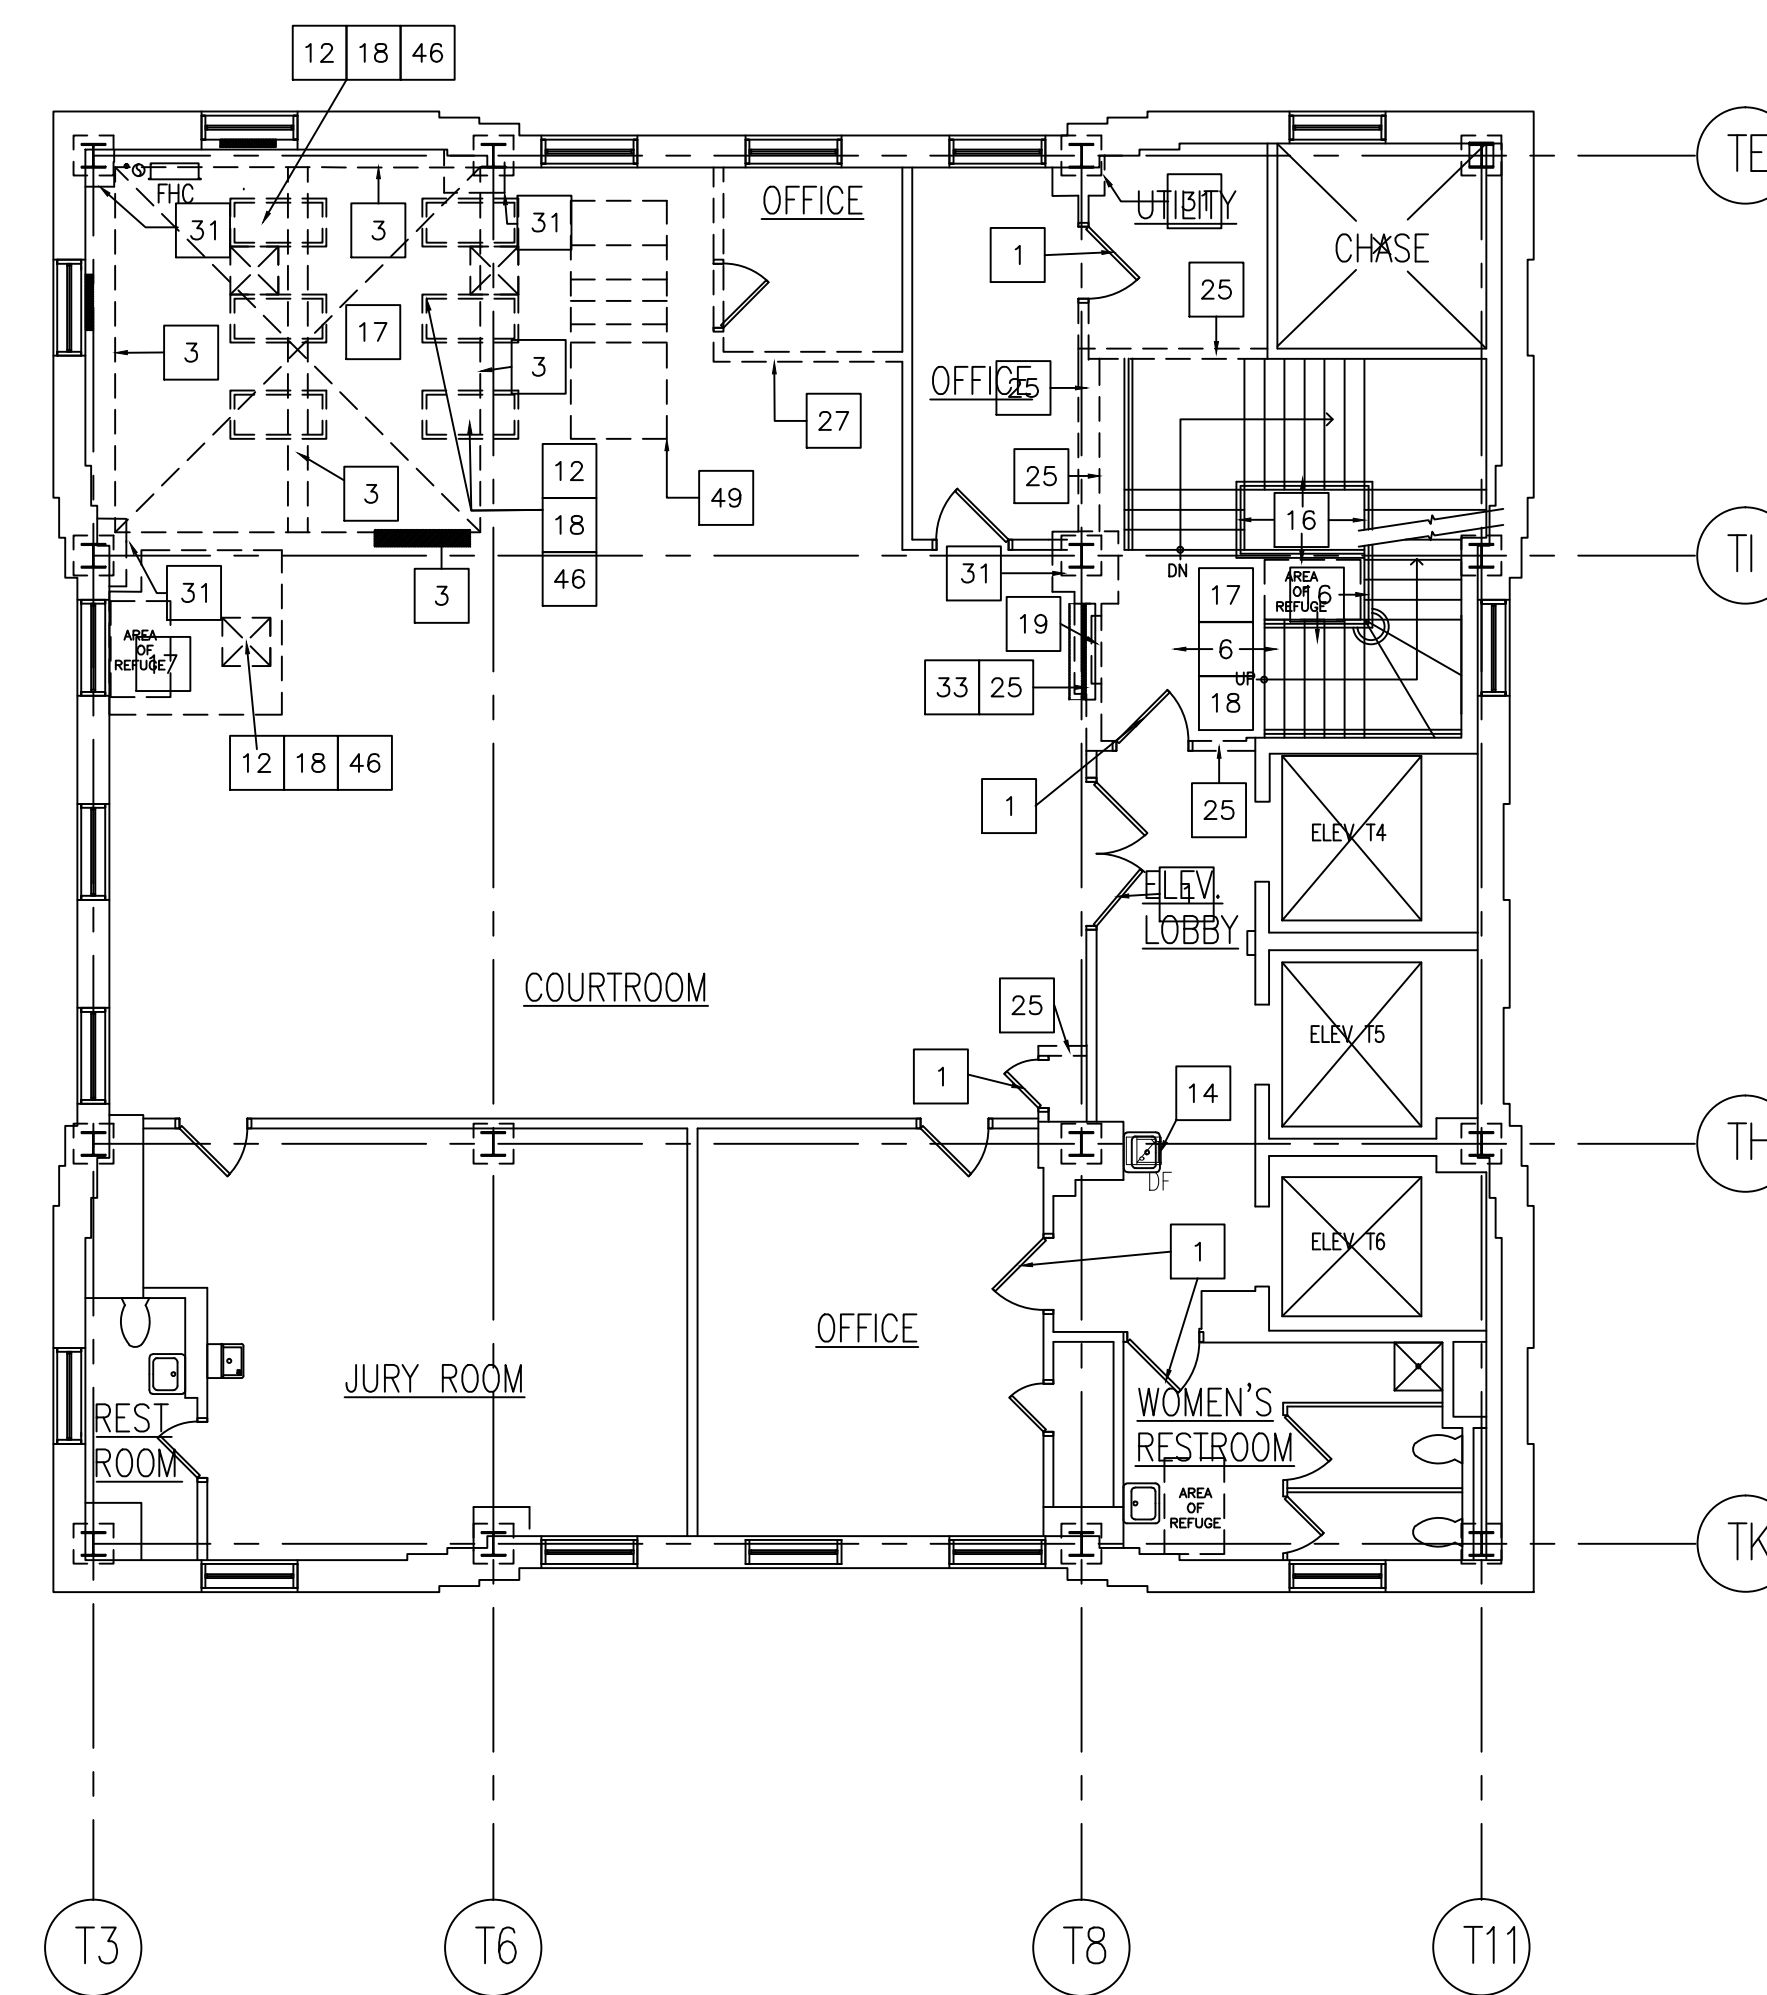 12 18 46
TE
FHC
OFFICE
UTILITY
31
31
3
31
CHASE
1
25
17
3
3
OFFICE
25
27
12
25
3
49
18
16
TI
46
31
DN
31
3
17
AREA
OF
REFUGE
16
19
AREA
OF
REFUGE
17
6
33 25
UP
18
12 18 46
1
25
ELEV T4
ELEV.
LOBBY
1
COURTROOM
25
ELEV T5
1
14
TH
DF
ELEV T6
1
OFFICE
JURY ROOM
WOMEN'S
RESTROOM
REST
ROOM
AREA
OF
REFUGE
TK
T3
T6
T8
T11